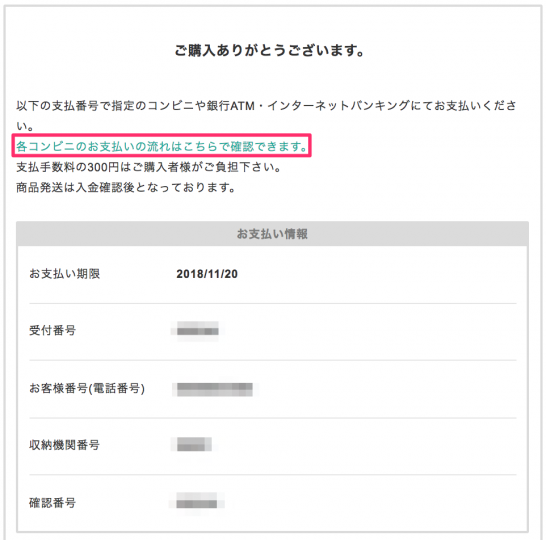 ご購入ありがとうございます。
以下の支払番号で指定のコンビニや銀行ATM・インターネットバンキングにてお支払いくださ
い。
各コンビニのお支払いの流れはこちらで確認できます。
支払手数料の300円はご購入者様がご負担下さい。
商品発送は入金確認後となっております。
お支払い情報
お支払い期限 2018/11/20
受付番号
お客様番号(電話番号)
収納機関番号
確認番号